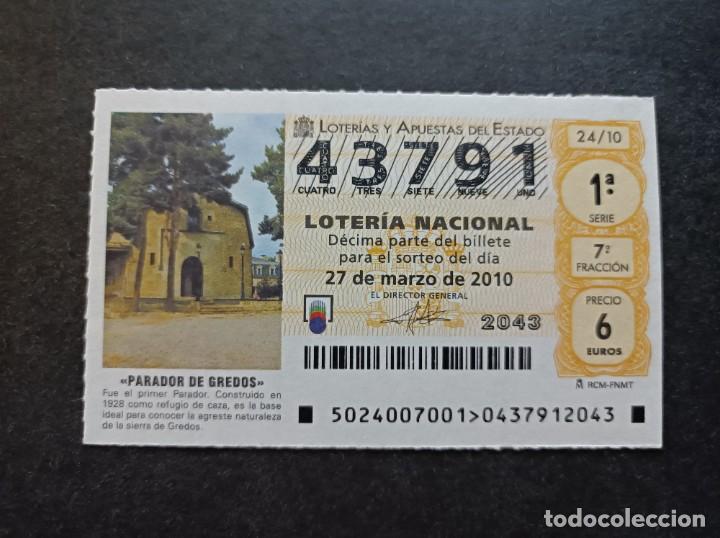 LOTERÍAS Y APUESTAS DEL ESTADO
24/10
43791
CUATRO TRES SIETE NUEVE UNO
1ª
SERIE
LOTERÍA NACIONAL
Décima parte del billete
para el sorteo del día
27 de marzo de 2010
EL DIRECTOR GENERAL
7ª
FRACCIÓN
2043
PRECIO
6
EUROS
RCM-FNMT
«PARADOR DE GREDOS»
Fue el primer Parador. Construido en
1928 como refugio de caza, es la base
ideal para conocer la agreste naturaleza
de la sierra de Gredos.
5024007001>0437912043
todocoleccion
todocoleccion.net